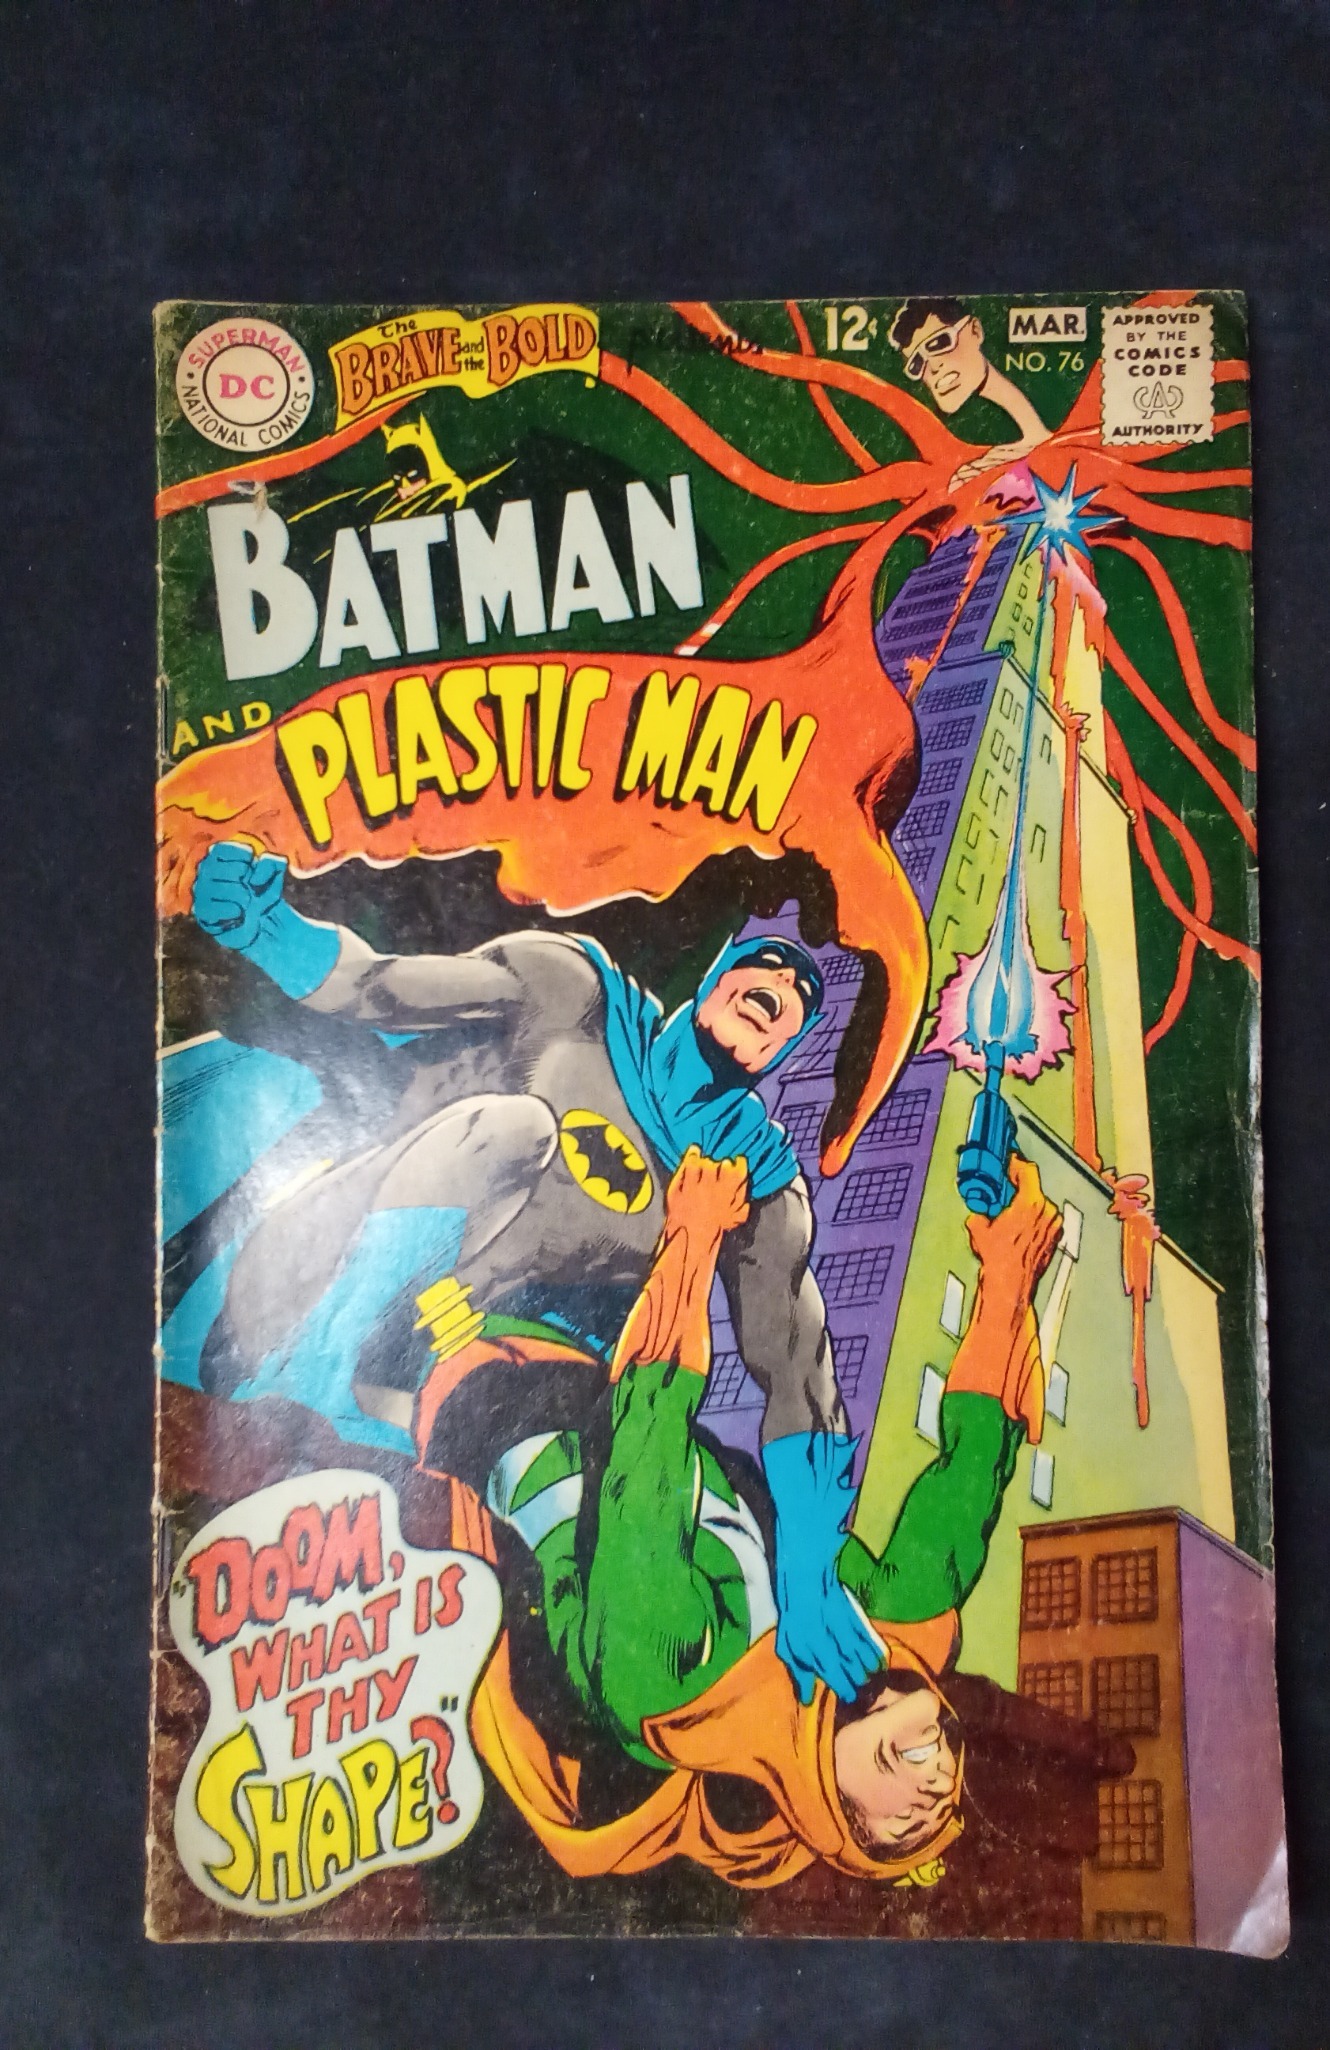 SUPERMAN
DC
NATIONAL COMICS
The
BRAVE and the BOLD
presents
12¢
MAR.
NO. 76
APPROVED
BY THE
COMICS
CODE
CA
AUTHORITY
BATMAN
AND PLASTIC MAN
"DOOM,
WHAT IS
THY
SHAPE?"